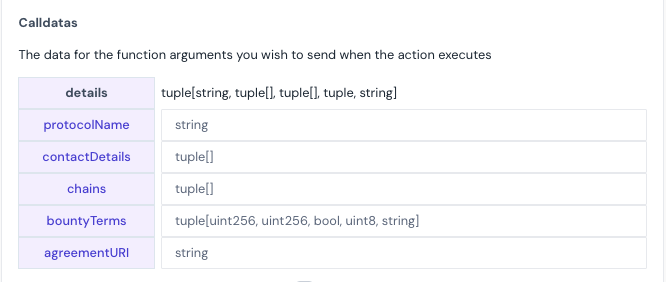 Calldatas
The data for the function arguments you wish to send when the action executes
details tuple[string, tuple[], tuple[], tuple, string]
protocolName string
contactDetails tuple[]
chains tuple[]
bountyTerms tuple[uint256, uint256, bool, uint8, string]
agreementURI string